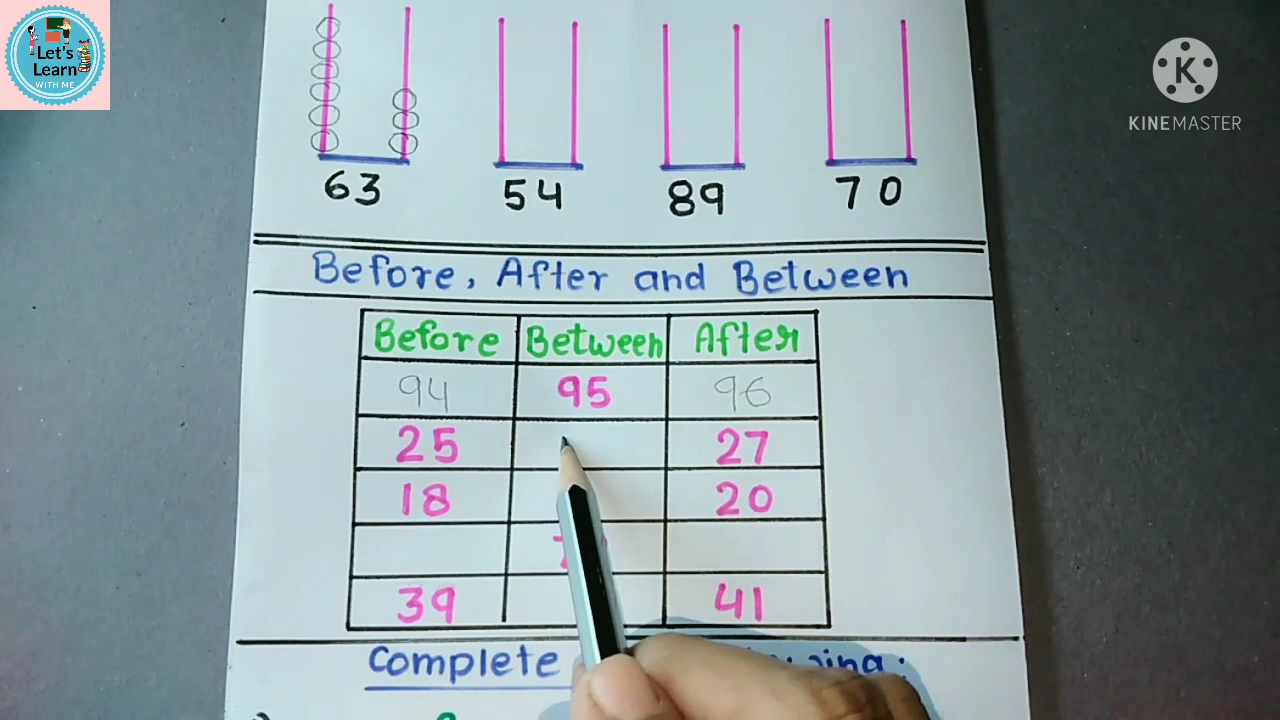 Let's
Learn
WITH ME
KINEMASTER
63 54 89 70
Before, After and Between
Before Between After
94 95 96
25 27
18 20
39 41
Complete